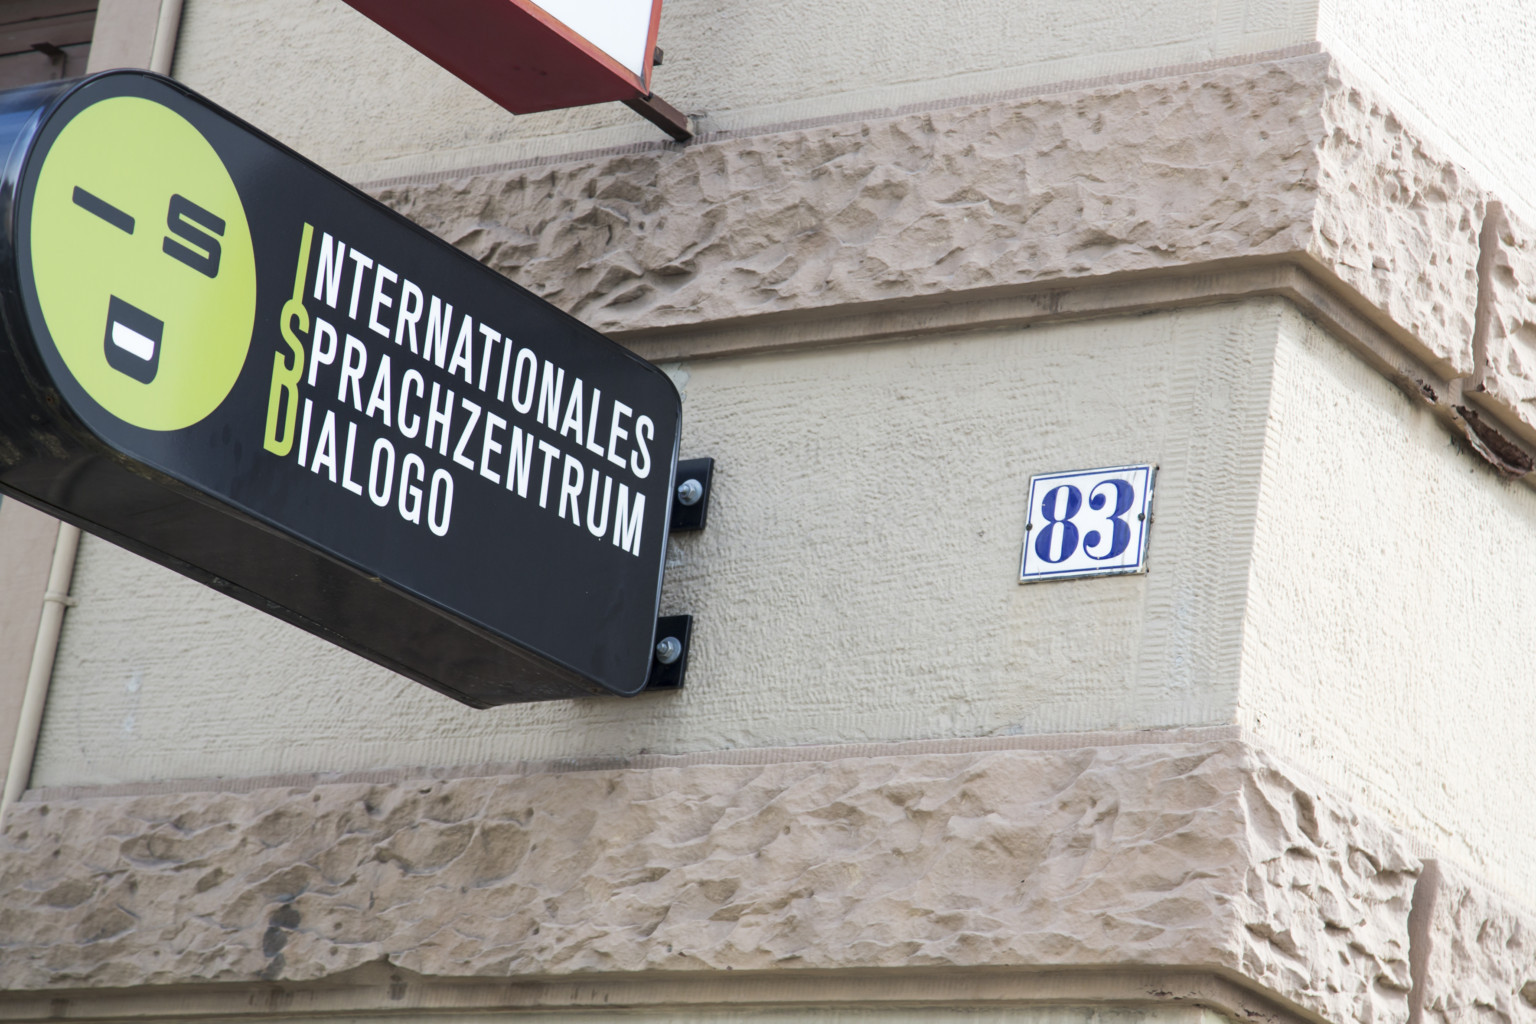 I S D
INTERNATIONALES
SPRACHZENTRUM
DIALOGO
83